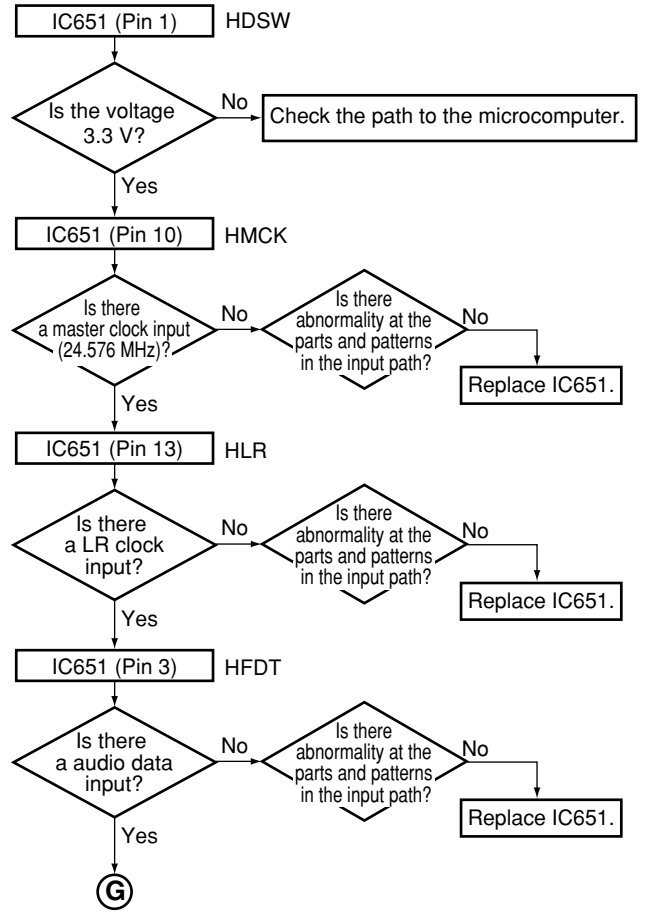 IC651 (Pin 1) HDSW
Is the voltage
3.3 V?
No
Check the path to the microcomputer.
Yes
IC651 (Pin 10) HMCK
Is there
a master clock input
(24.576 MHz)?
No
Is there
abnormality at the
parts and patterns
in the input path?
No
Replace IC651.
Yes
IC651 (Pin 13) HLR
Is there
a LR clock
input?
No
Is there
abnormality at the
parts and patterns
in the input path?
No
Replace IC651.
Yes
IC651 (Pin 3) HFDT
Is there
a audio data
input?
No
Is there
abnormality at the
parts and patterns
in the input path?
No
Replace IC651.
Yes
G